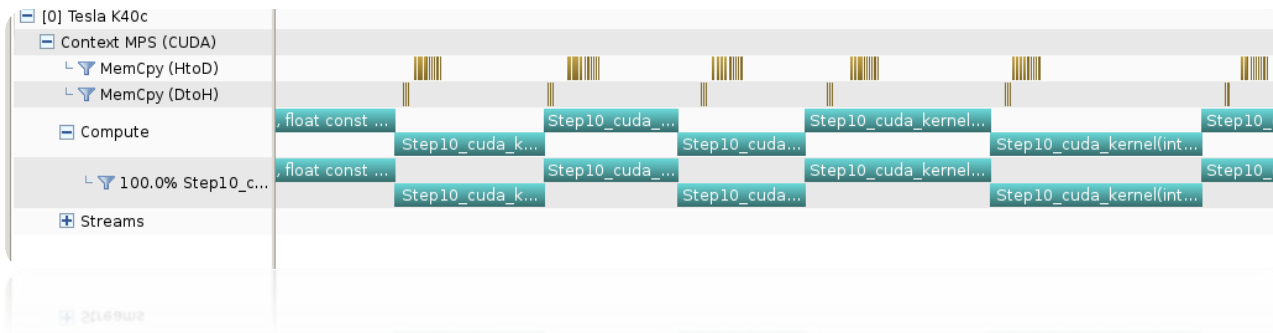 [0] Tesla K40c
Context MPS (CUDA)
MemCpy (HtoD)
MemCpy (DtoH)
, float const ... Step10_cuda_... Step10_cuda_kernel... Step10_
Compute
Step10_cuda_k... Step10_cuda... Step10_cuda_kernel(int...
, float const ... Step10_cuda_... Step10_cuda_kernel... Step10_
100.0% Step10_c...
Step10_cuda_k... Step10_cuda... Step10_cuda_kernel(int...
Streams
Streams